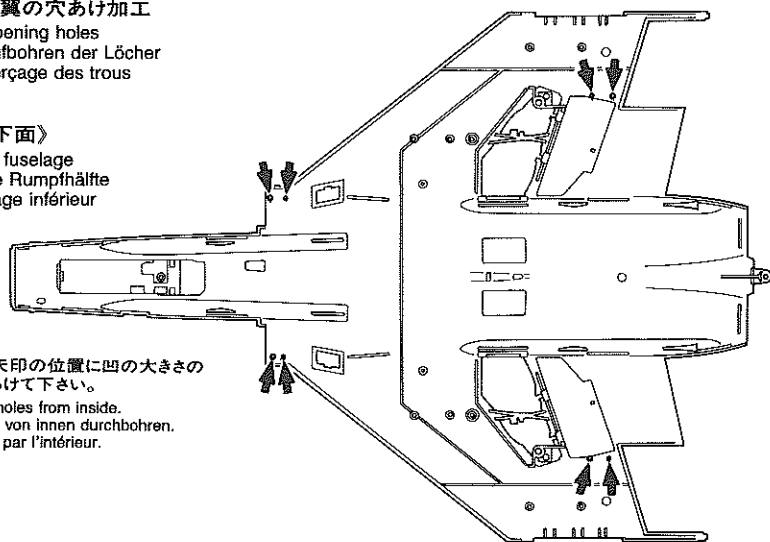 翼の穴あけ加工
ening holes
fbohren der Löcher
rçage des trous
下面》
fuselage
e Rumpfhälfte
age inférieur
矢印の位置に凹の大きさの
けて下さい。
holes from inside.
von innen durchbohren.
par l'intérieur.